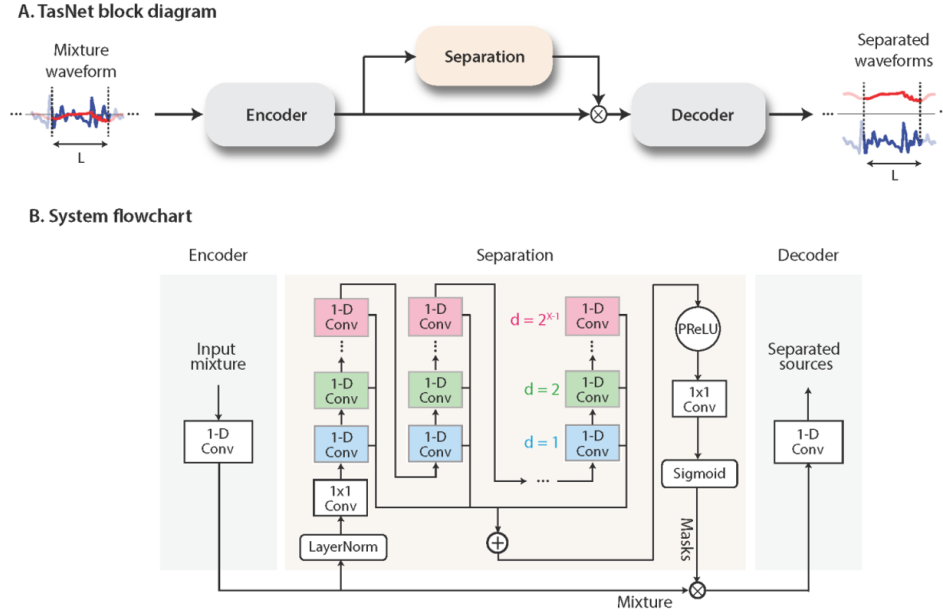 A. TasNet block diagram
Mixture
waveform
L
Encoder
Separation
Decoder
Separated
waveforms
L
B. System flowchart
Encoder
Separation
Decoder
Input
mixture
1-D
Conv
1-D
Conv
1-D
Conv
1-D
Conv
1x1
Conv
LayerNorm
1-D
Conv
1-D
Conv
1-D
Conv
d = 2^X-1
d = 2
d = 1
1-D
Conv
1-D
Conv
1-D
Conv
PReLU
1x1
Conv
Sigmoid
Masks
Mixture
Separated
sources
1-D
Conv